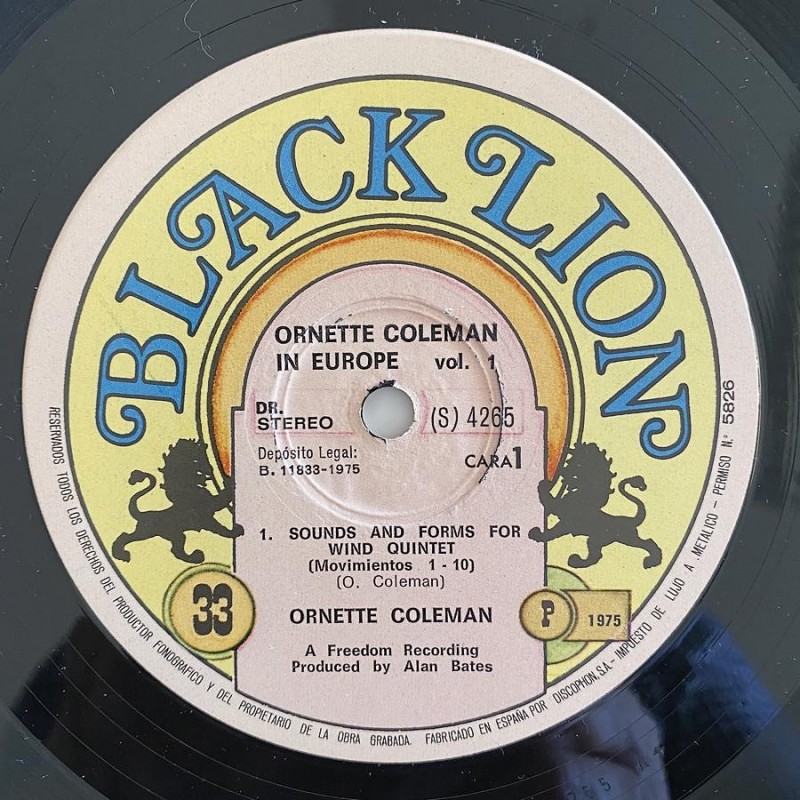 BLACK LION
ORNETTE COLEMAN
IN EUROPE vol. 1
DR.
STEREO
(S) 4265
Depósito Legal:
B. 11833-1975
CARA 1
1. SOUNDS AND FORMS FOR
WIND QUINTET
(Movimientos 1 - 10)
(O. Coleman)
33
ORNETTE COLEMAN
P 1975
A Freedom Recording
Produced by Alan Bates
RESERVADOS TODOS LOS DERECHOS DEL PRODUCTOR FONOGRAFICO Y DEL PROPIETARIO DE LA OBRA GRABADA. FABRICADO EN ESPAÑA POR DISCOPHON. S.A. - IMPUESTO DE LUJO A . METALICO - PERMISO N.º 5826